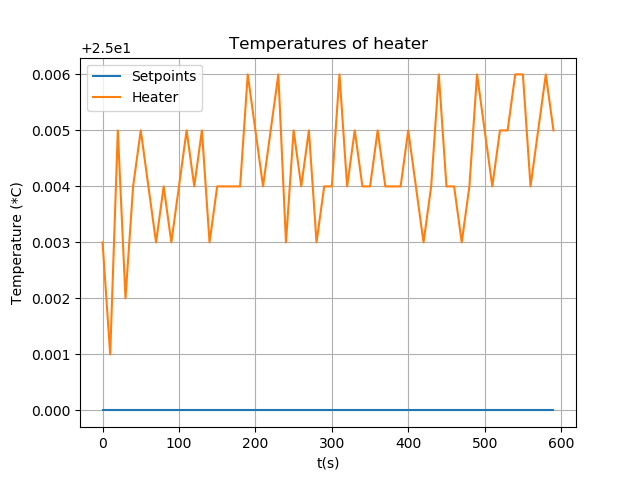 +2.5e1
Temperatures of heater
Setpoints
Heater
0.006
0.005
0.004
0.003
0.002
0.001
0.000
Temperature (*C)
0 100 200 300 400 500 600
t(s)